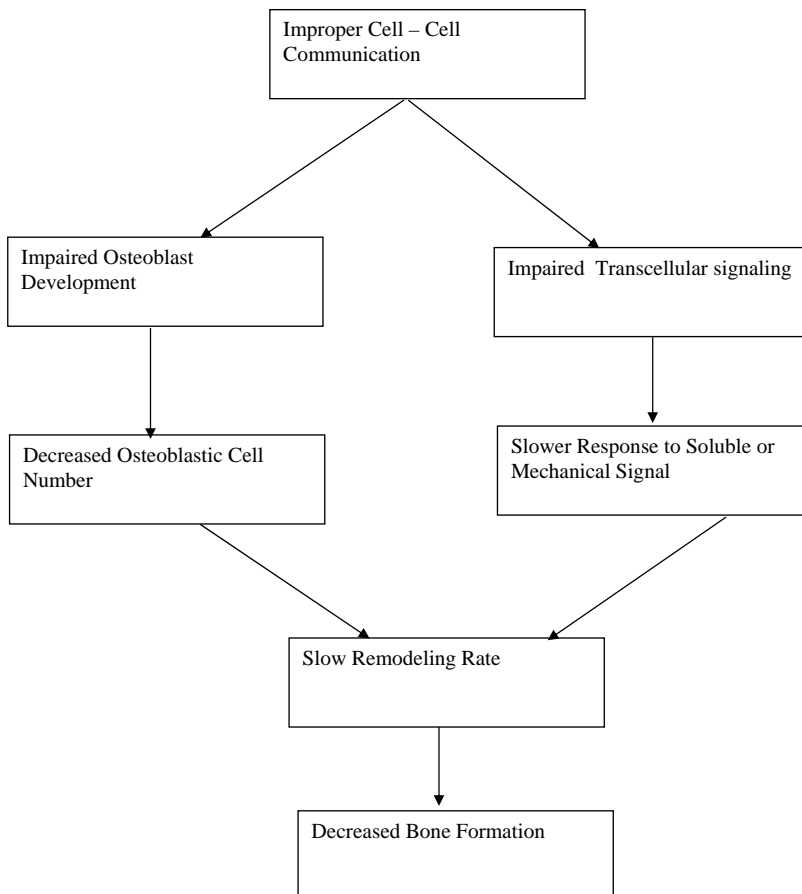 Improper Cell – Cell
Communication
Impaired Osteoblast
Development
Impaired  Transcellular signaling
Decreased Osteoblastic Cell
Number
Slower Response to Soluble or
Mechanical Signal
Slow Remodeling Rate
Decreased Bone Formation